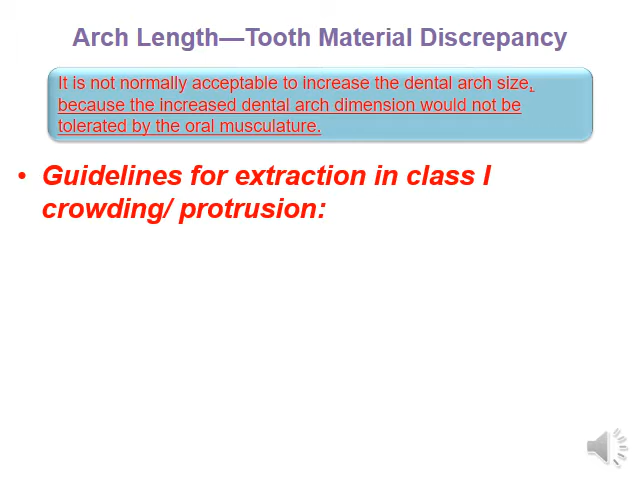 Arch Length—Tooth Material Discrepancy
It is not normally acceptable to increase the dental arch size,
because the increased dental arch dimension would not be
tolerated by the oral musculature.
• Guidelines for extraction in class I
crowding/ protrusion: